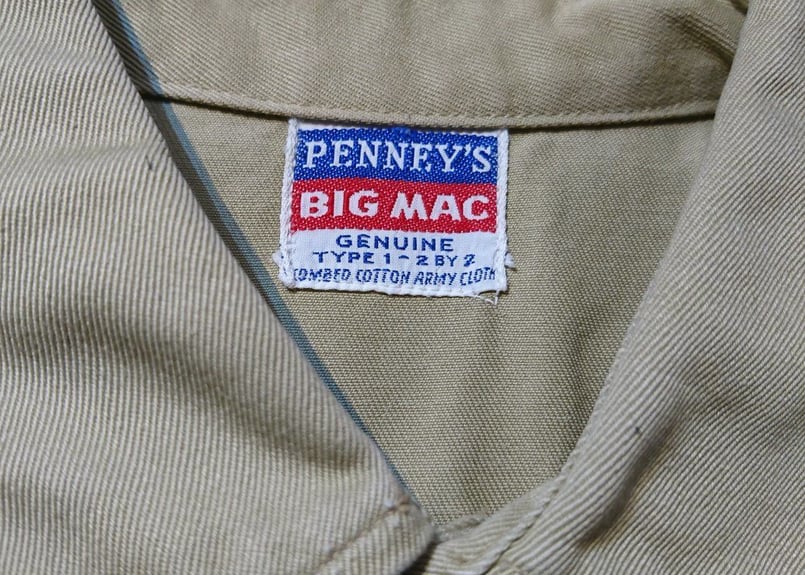 PENNEY'S
BIG MAC
GENUINE
TYPE 1-2 BY 2
COMBED COTTON ARMY CLOTH